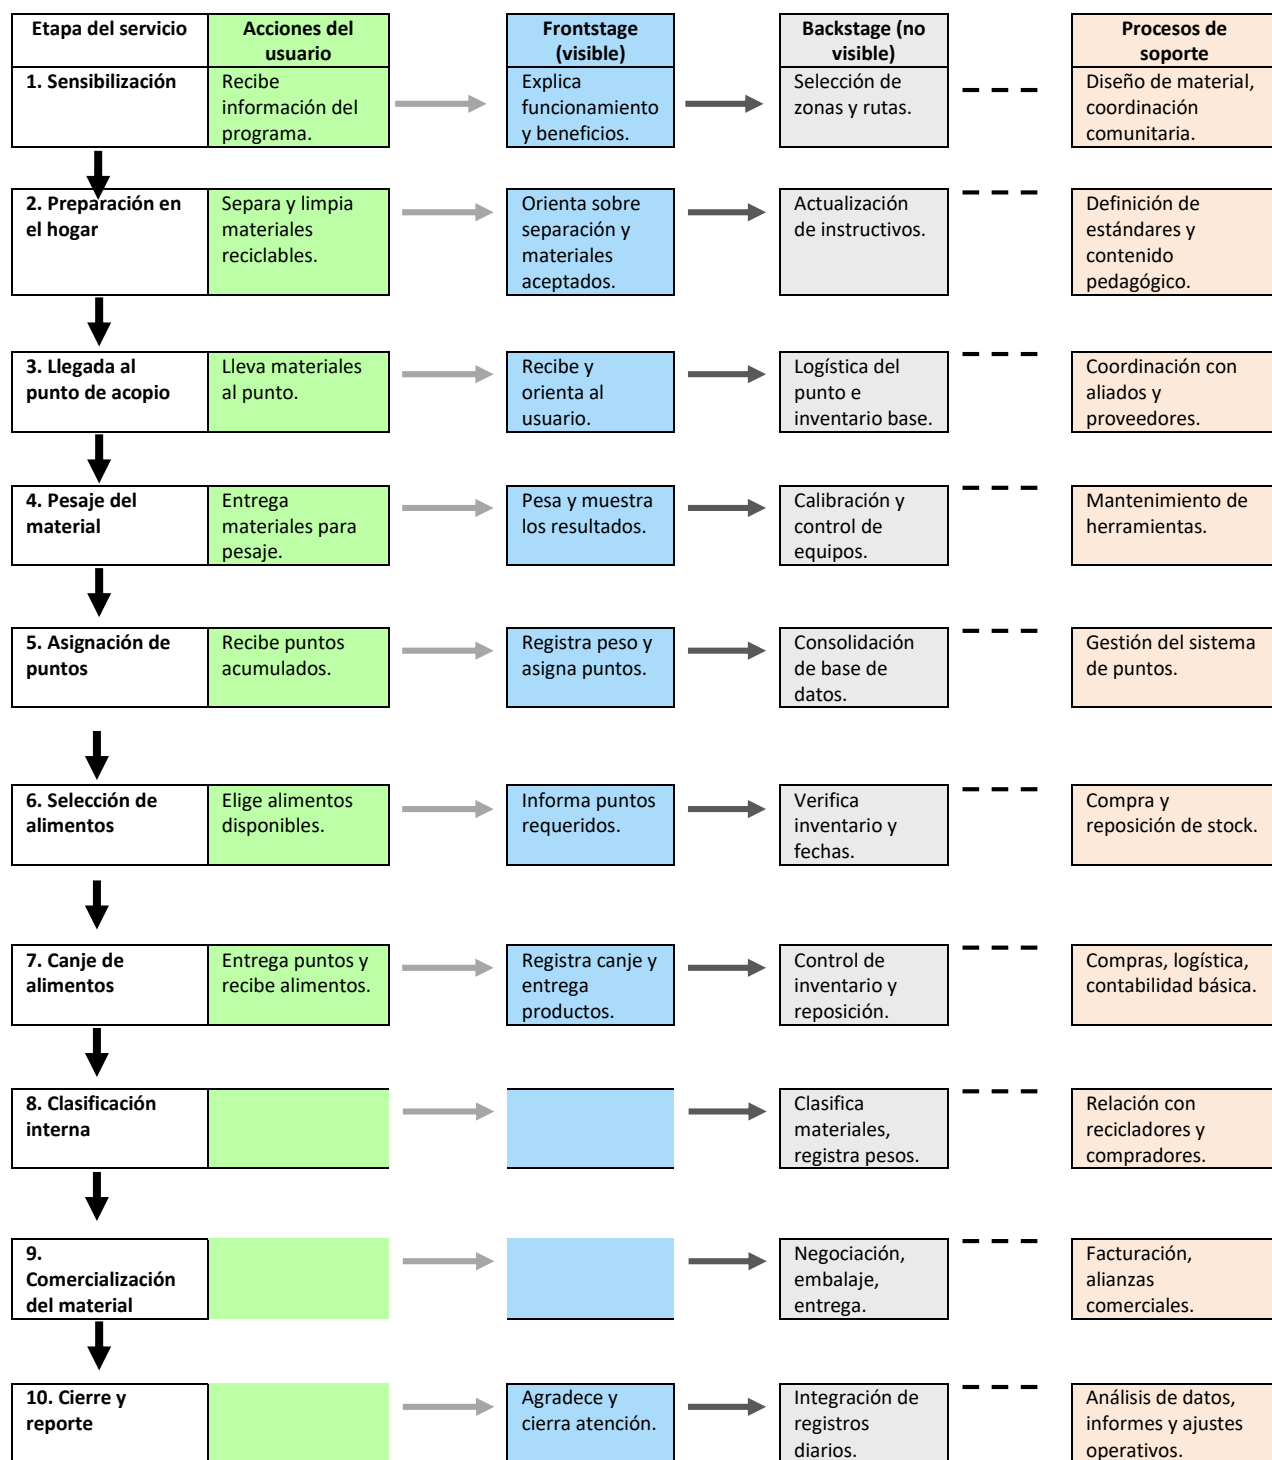 Etapa del servicio
Acciones del
usuario
Frontstage
(visible)
Backstage (no
visible)
Procesos de
soporte
1. Sensibilización
Recibe
información del
programa.
Explica
funcionamiento
y beneficios.
Selección de
zonas y rutas.
Diseño de material,
coordinación
comunitaria.
2. Preparación en
el hogar
Separa y limpia
materiales
reciclables.
Orienta sobre
separación y
materiales
aceptados.
Actualización
de instructivos.
Definición de
estándares y
contenido
pedagógico.
3. Llegada al
punto de acopio
Lleva materiales
al punto.
Recibe y
orienta al
usuario.
Logística del
punto e
inventario base.
Coordinación con
aliados y
proveedores.
4. Pesaje del
material
Entrega
materiales para
pesaje.
Pesa y muestra
los resultados.
Calibración y
control de
equipos.
Mantenimiento de
herramientas.
5. Asignación de
puntos
Recibe puntos
acumulados.
Registra peso y
asigna puntos.
Consolidación
de base de
datos.
Gestión del sistema
de puntos.
6. Selección de
alimentos
Elige alimentos
disponibles.
Informa puntos
requeridos.
Verifica
inventario y
fechas.
Compra y
reposición de stock.
7. Canje de
alimentos
Entrega puntos y
recibe alimentos.
Registra canje y
entrega
productos.
Control de
inventario y
reposición.
Compras, logística,
contabilidad básica.
8. Clasificación
interna
Clasifica
materiales,
registra pesos.
Relación con
recicladores y
compradores.
9.
Comercialización
del material
Negociación,
embalaje,
entrega.
Facturación,
alianzas
comerciales.
10. Cierre y
reporte
Agradece y
cierra atención.
Integración de
registros
diarios.
Análisis de datos,
informes y ajustes
operativos.